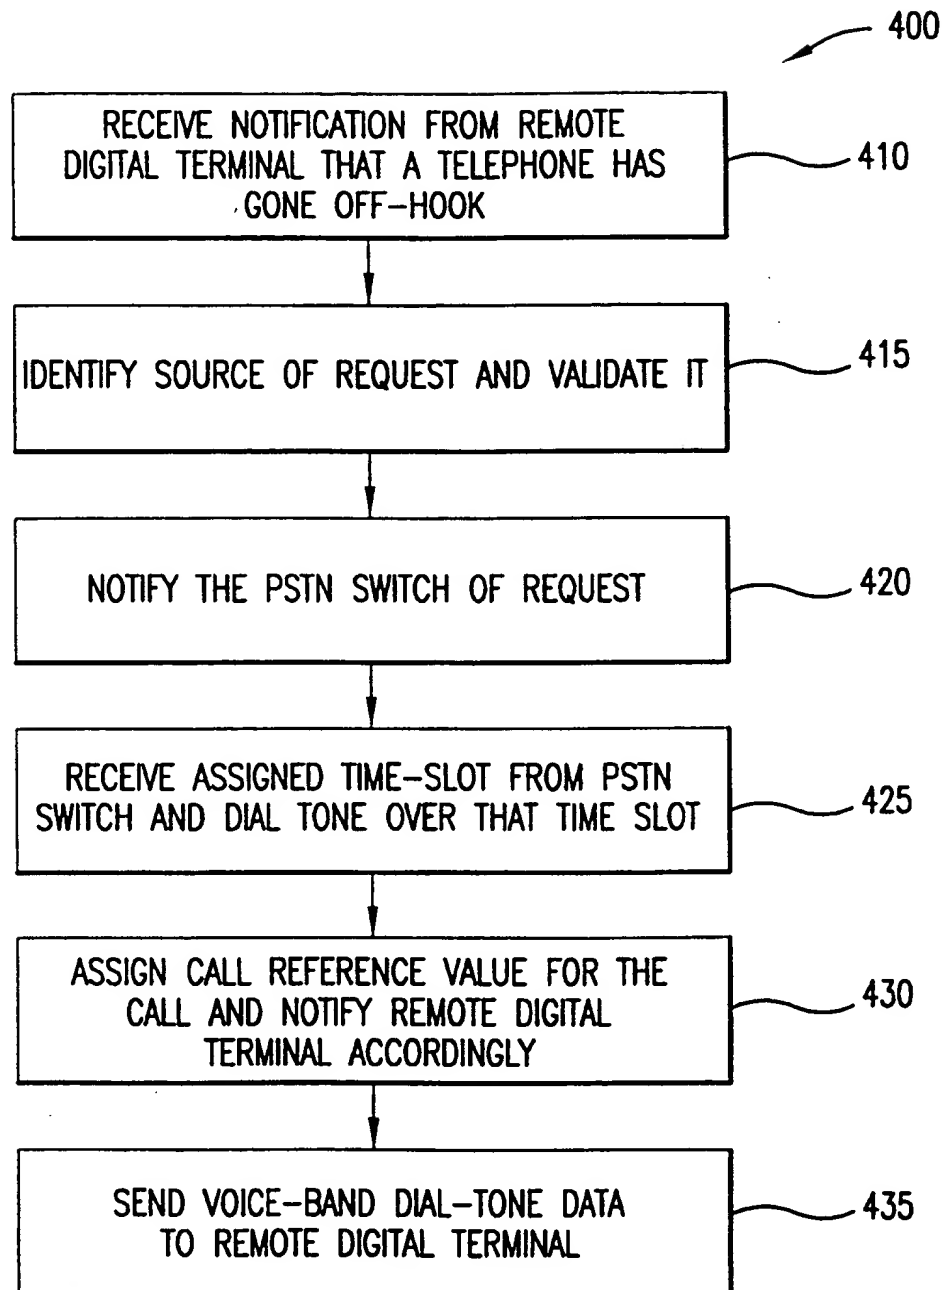 400
RECEIVE NOTIFICATION FROM REMOTE
DIGITAL TERMINAL THAT A TELEPHONE HAS
GONE OFF-HOOK
410
IDENTIFY SOURCE OF REQUEST AND VALIDATE IT
415
NOTIFY THE PSTN SWITCH OF REQUEST
420
RECEIVE ASSIGNED TIME-SLOT FROM PSTN
SWITCH AND DIAL TONE OVER THAT TIME SLOT
425
ASSIGN CALL REFERENCE VALUE FOR THE
CALL AND NOTIFY REMOTE DIGITAL
TERMINAL ACCORDINGLY
430
SEND VOICE-BAND DIAL-TONE DATA
TO REMOTE DIGITAL TERMINAL
435